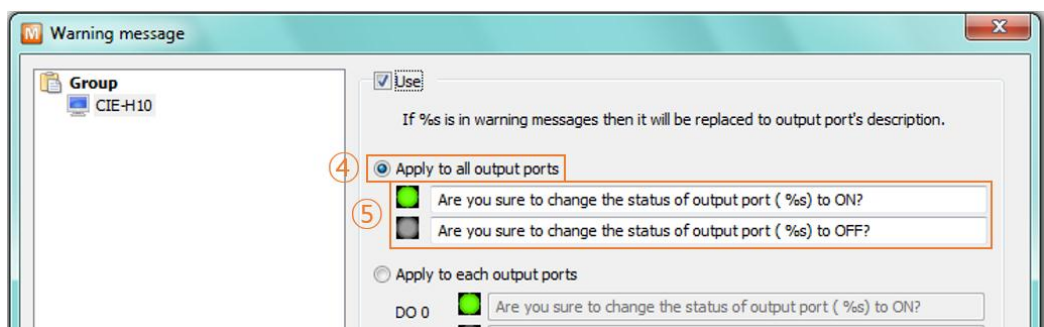 Warning message
Group
CIE-H10
Use
If %s is in warning messages then it will be replaced to output port's description.
④ Apply to all output ports
⑤
Are you sure to change the status of output port ( %s) to ON?
Are you sure to change the status of output port ( %s) to OFF?
Apply to each output ports
DO 0 Are you sure to change the status of output port ( %s) to ON?